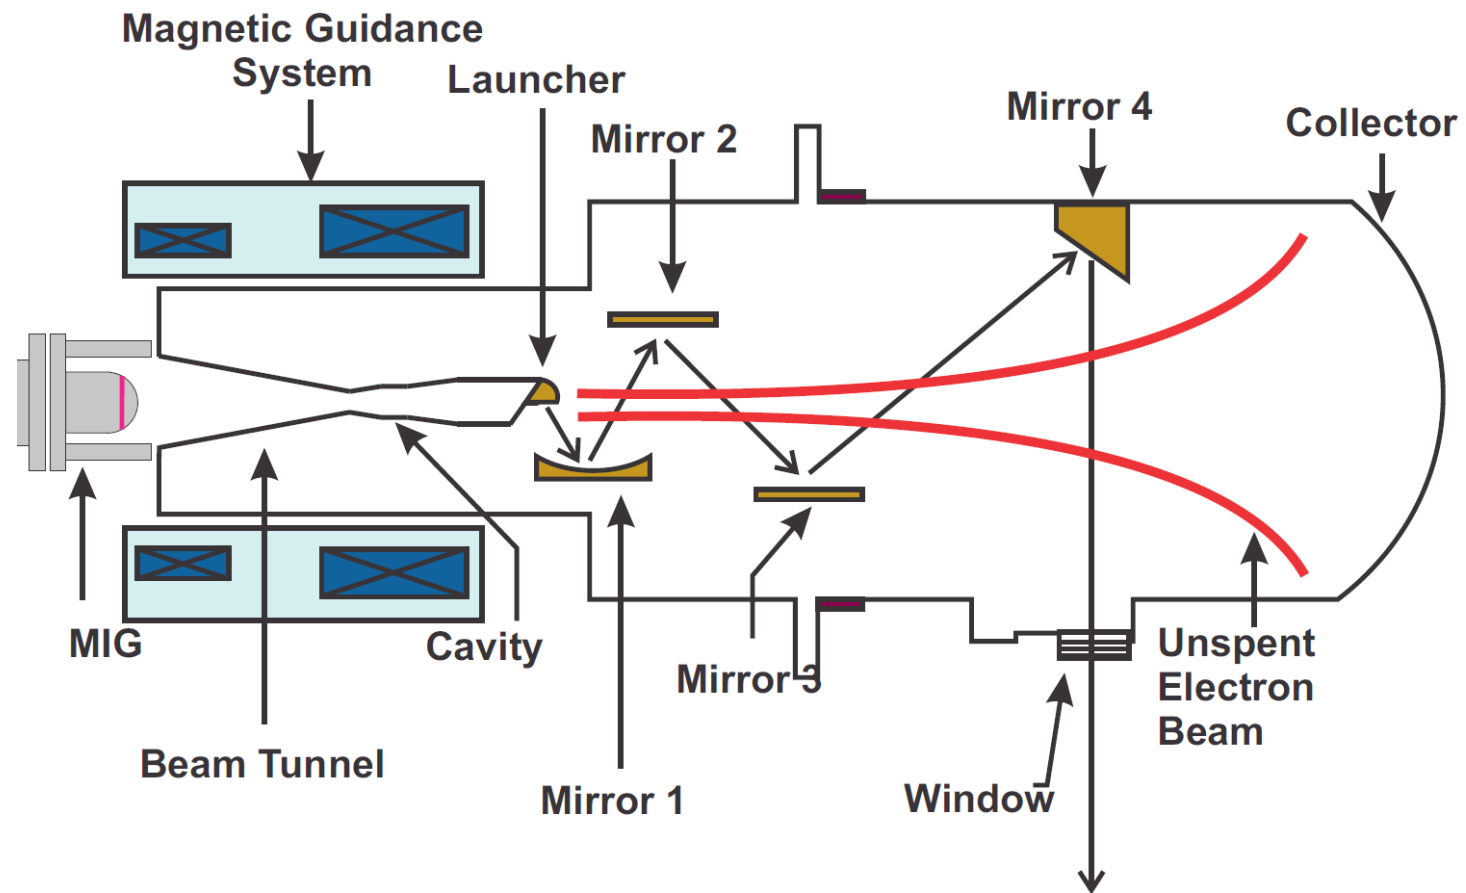 Magnetic Guidance
System
Launcher
Mirror 2
Mirror 4
Collector
MIG
Cavity
Mirror 3
Unspent
Electron
Beam
Beam Tunnel
Mirror 1
Window